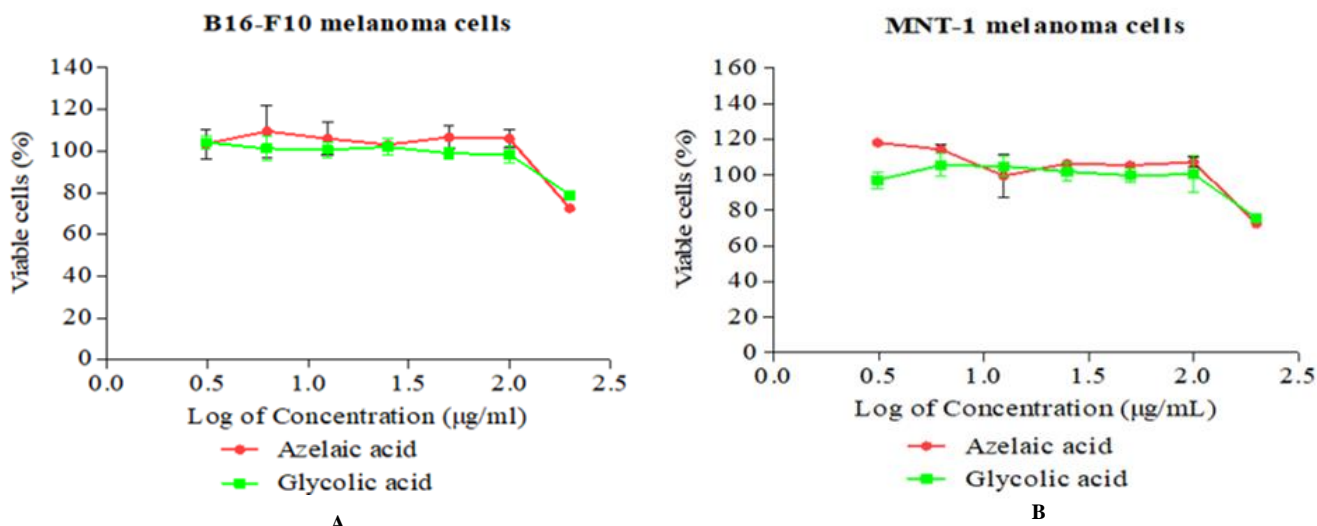 B16-F10 melanoma cells
140
120
100
80
60
40
20
0
Viable cells (%)
0.0 0.5 1.0 1.5 2.0 2.5
Log of Concentration (µg/ml)
Azelaic acid
Glycolic acid
A
MNT-1 melanoma cells
160
140
120
100
80
60
40
20
0
Viable cells (%)
0.0 0.5 1.0 1.5 2.0 2.5
Log of Concentration (µg/mL)
Azelaic acid
Glycolic acid
B